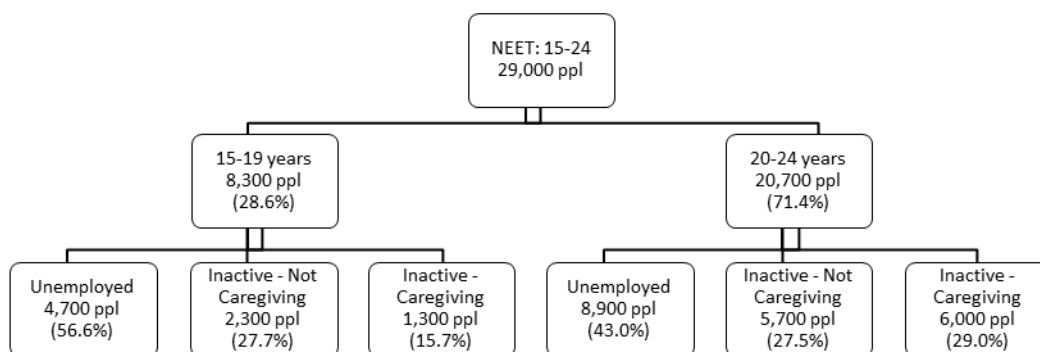 NEET: 15-24
29,000 ppl
15-19 years
8,300 ppl
(28.6%)
20-24 years
20,700 ppl
(71.4%)
Unemployed
4,700 ppl
(56.6%)
Inactive - Not
Caregiving
2,300 ppl
(27.7%)
Inactive -
Caregiving
1,300 ppl
(15.7%)
Unemployed
8,900 ppl
(43.0%)
Inactive - Not
Caregiving
5,700 ppl
(27.5%)
Inactive -
Caregiving
6,000 ppl
(29.0%)